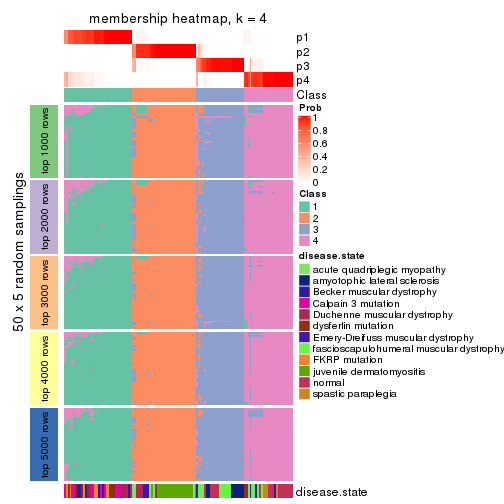 membership heatmap, k = 4
p1
p2
p3
p4
Class
50 x 5 random samplings
top 1000 rows
top 2000 rows
top 3000 rows
top 4000 rows
top 5000 rows
disease.state
Prob
1
0.8
0.6
0.4
0.2
0
Class
1
2
3
4
disease.state
acute quadriplegic myopathy
amyotophic lateral sclerosis
Becker muscular dystrophy
Calpain 3 mutation
Duchenne muscular dystrophy
dysferlin mutation
Emery-Dreifuss muscular dystrophy
fascioscapulohumeral muscular dystrophy
FKRP mutation
juvenile dermatomyositis
normal
spastic paraplegia